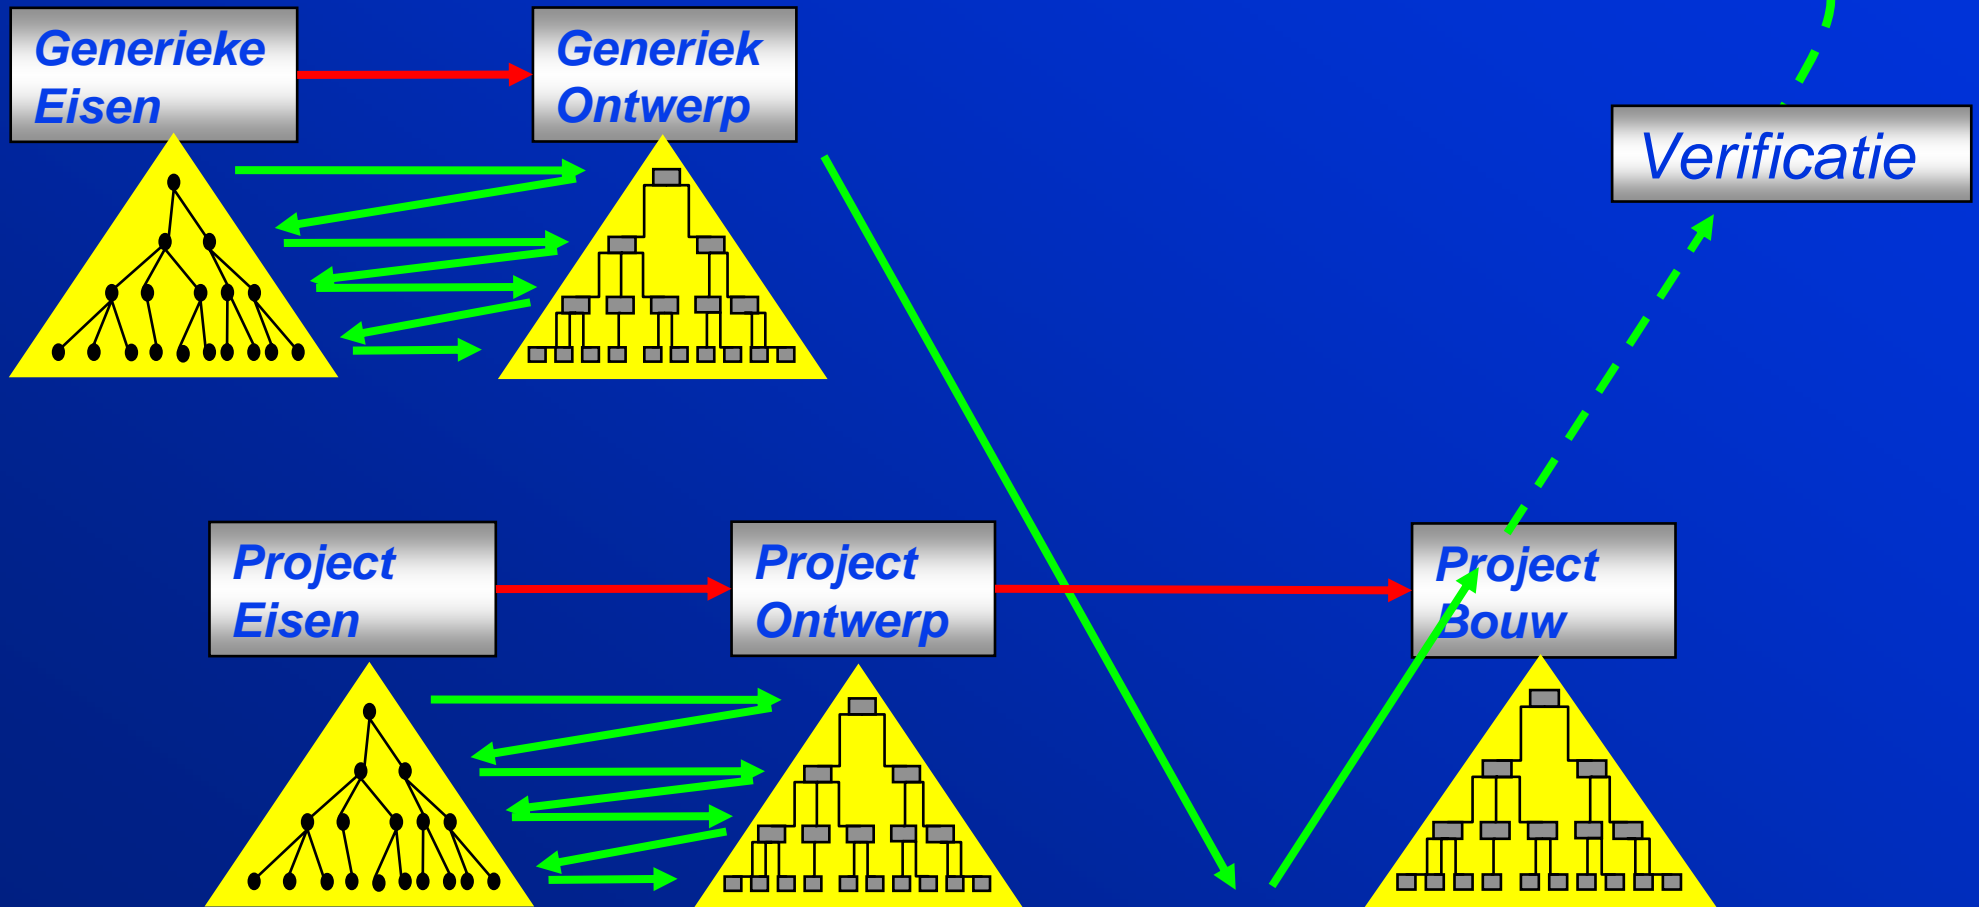 Generieke
Eisen
Generiek
Ontwerp
Verificatie
Project
Eisen
Project
Ontwerp
Project
Bouw